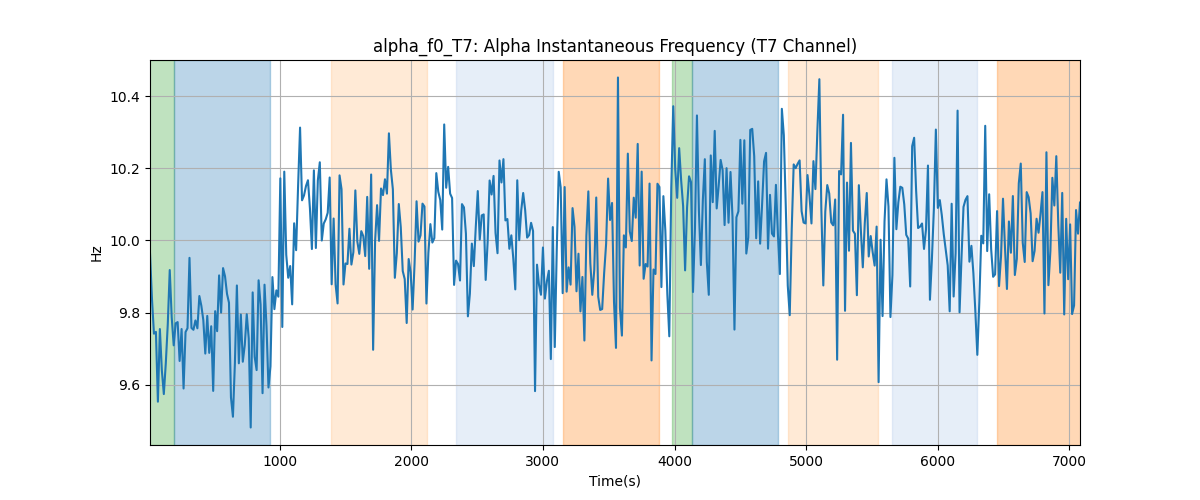 alpha_f0_T7: Alpha Instantaneous Frequency (T7 Channel)
10.4
10.2
10.0
9.8
9.6
Hz
1000 2000 3000 4000 5000 6000 7000
Time(s)